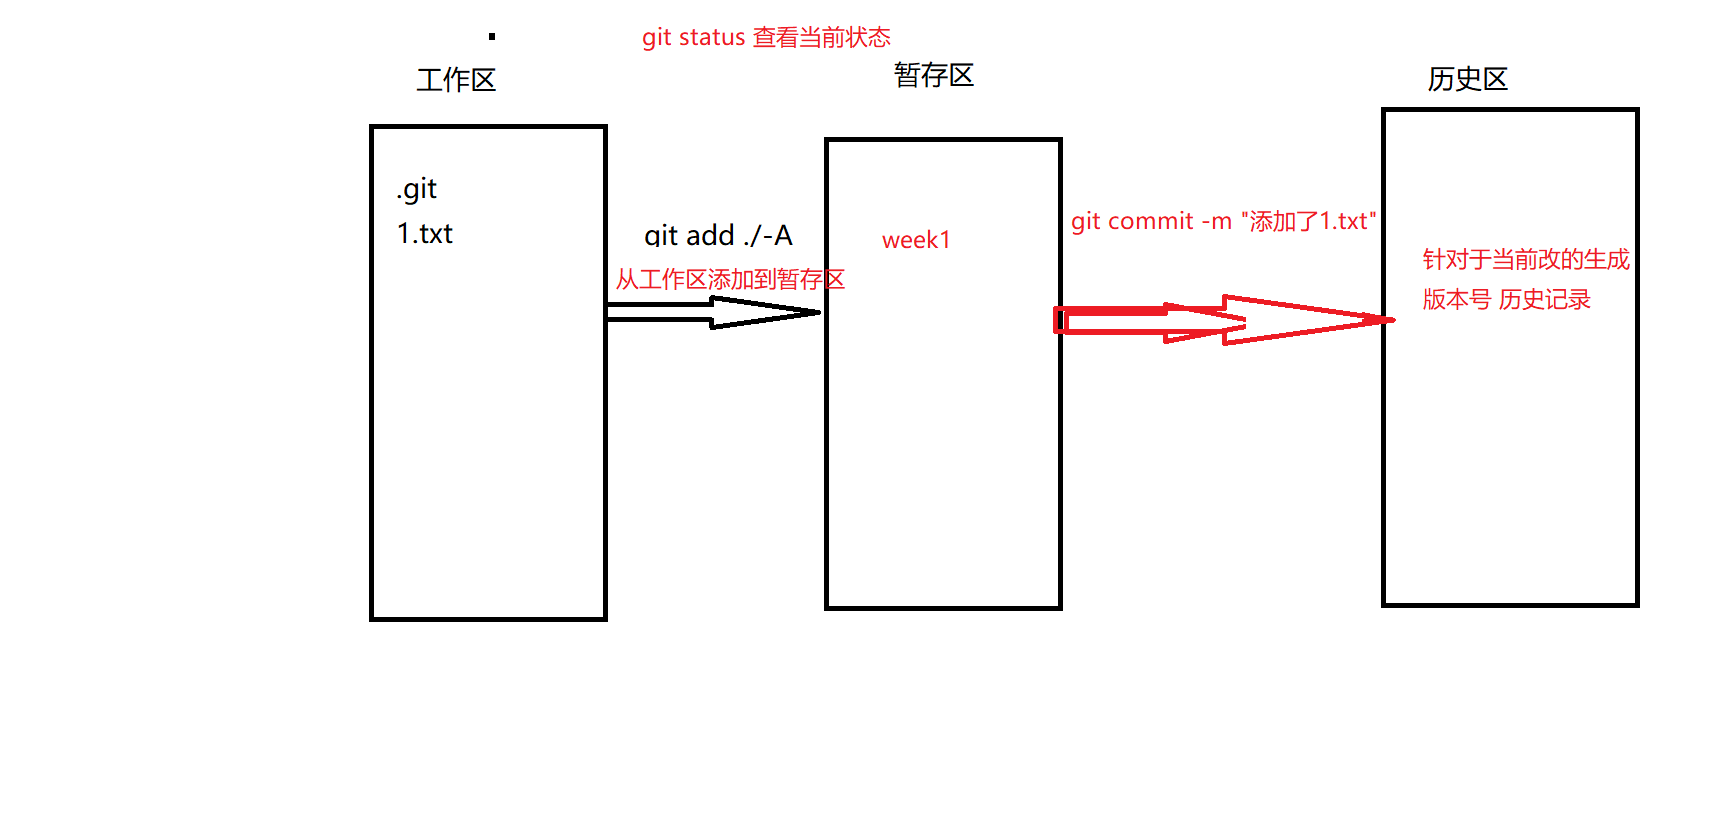 git status 查看当前状态
工作区
暂存区
历史区
.git
1.txt
git add ./-A
从工作区添加到暂存区
week1
git commit -m "添加了1.txt"
针对于当前改的生成
版本号 历史记录